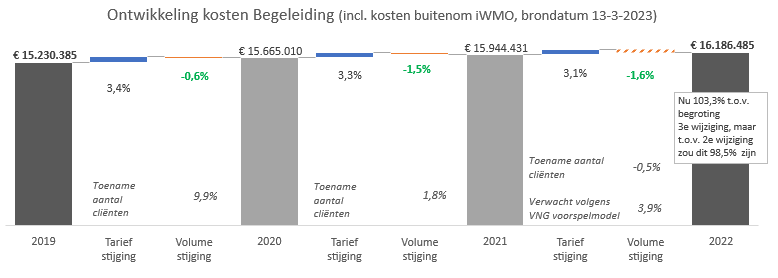 Ontwikkeling kosten Begeleiding (incl. kosten buitenom iWMO, brondatum 13-3-2023)
€ 15.230.385
€ 15.665.010
€ 15.944.431
€ 16.186.485
3,4%
-0,6%
3,3%
-1,5%
3,1%
-1,6%
Nu 103,3% t.o.v.
begroting
3e wijziging, maar
t.o.v. 2e wijziging
zou dit 98,5% zijn
Toename
aantal
cliënten
9,9%
Toename
aantal
cliënten
1,8%
Toename aantal
cliënten
-0,5%
Verwacht volgens
VNG voorspelmodel
3,9%
2019
Tarief
stijging
Volume
stijging
2020
Tarief
stijging
Volume
stijging
2021
Tarief
stijging
Volume
stijging
2022